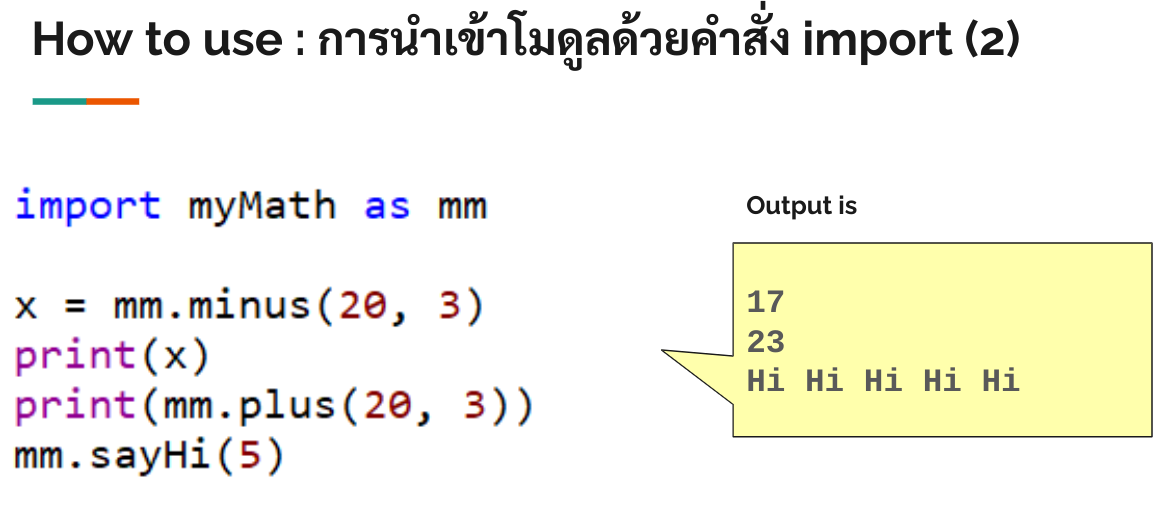 How to use : การนำเข้าโมดูลด้วยคำสั่ง import (2)
import myMath as mm
x = mm.minus(20, 3)
print(x)
print(mm.plus(20, 3))
mm.sayHi(5)
Output is
17
23
Hi Hi Hi Hi Hi